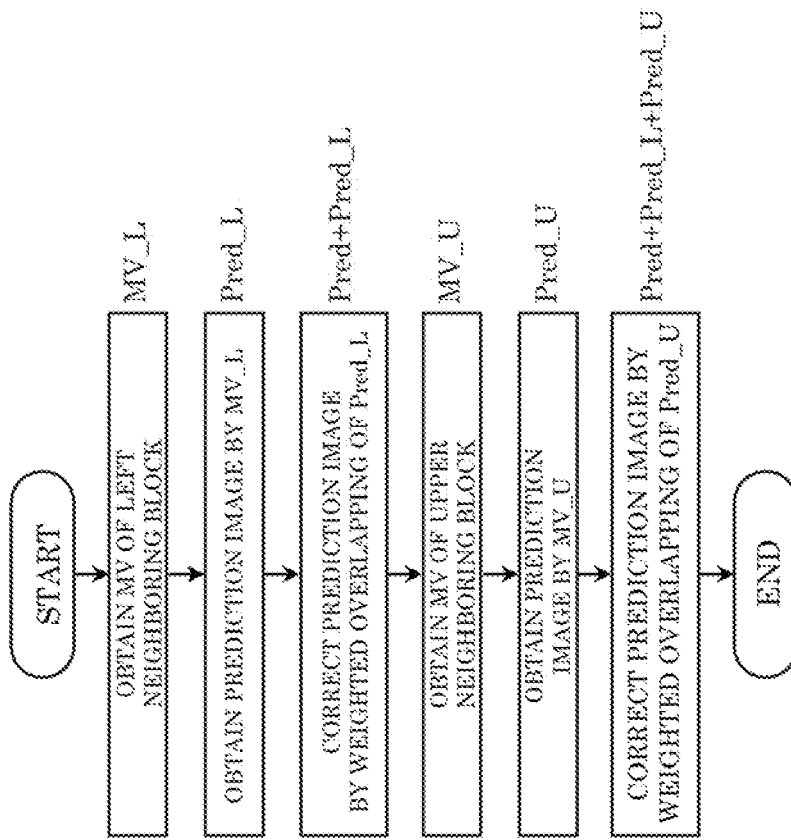 START
OBTAIN MV OF LEFT
NEIGHBORING BLOCK
MV_L
OBTAIN PREDICTION IMAGE BY MV_L
Pred_L
CORRECT PREDICTION IMAGE
BY WEIGHTED OVERLAPPING OF Pred_L
Pred+Pred_L
OBTAIN MV OF UPPER
NEIGHBORING BLOCK
MV_U
OBTAIN PREDICTION
IMAGE BY MV_U
Pred_U
CORRECT PREDICTION IMAGE BY
WEIGHTED OVERLAPPING OF Pred_U
Pred+Pred_L+Pred_U
END